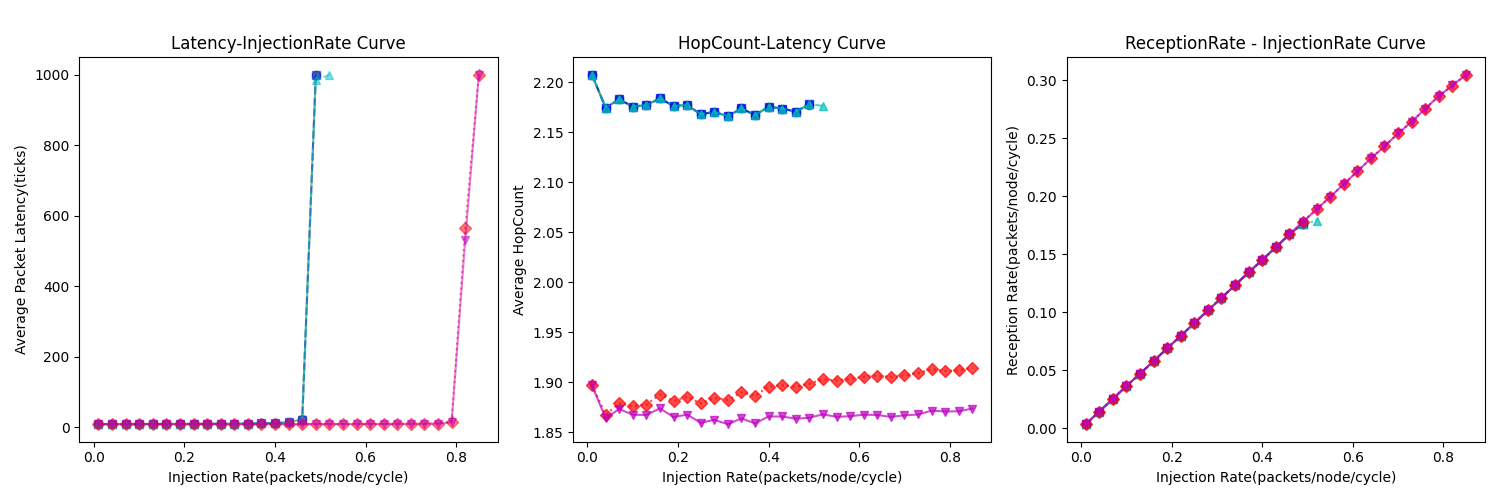 Latency-InjectionRate Curve
Average Packet Latency(ticks)
1000
800
600
400
200
0
0.0 0.2 0.4 0.6 0.8
Injection Rate(packets/node/cycle)
HopCount-Latency Curve
Average HopCount
2.20
2.15
2.10
2.05
2.00
1.95
1.90
1.85
0.0 0.2 0.4 0.6 0.8
Injection Rate(packets/node/cycle)
ReceptionRate - InjectionRate Curve
Reception Rate(packets/node/cycle)
0.30
0.25
0.20
0.15
0.10
0.05
0.00
0.0 0.2 0.4 0.6 0.8
Injection Rate(packets/node/cycle)